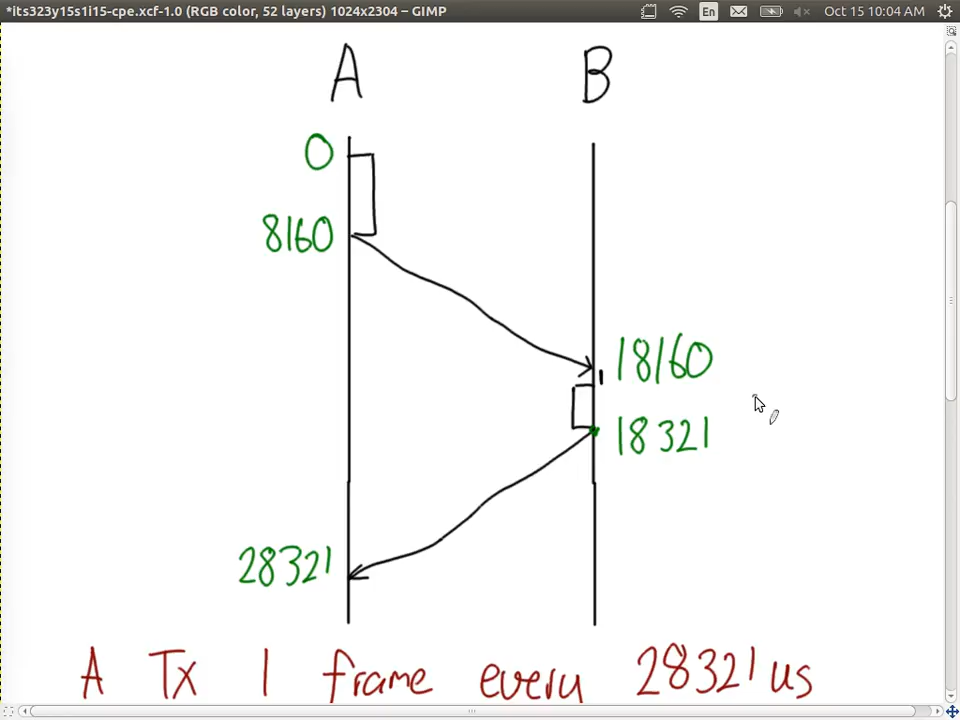 *its323y15s1i15-cpe.xcf-1.0 (RGB color, 52 layers) 1024x2304 – GIMP En Oct 15 10:04 AM
A B
0
8160
18160
18321
28321
A Tx 1 frame every 28321 us